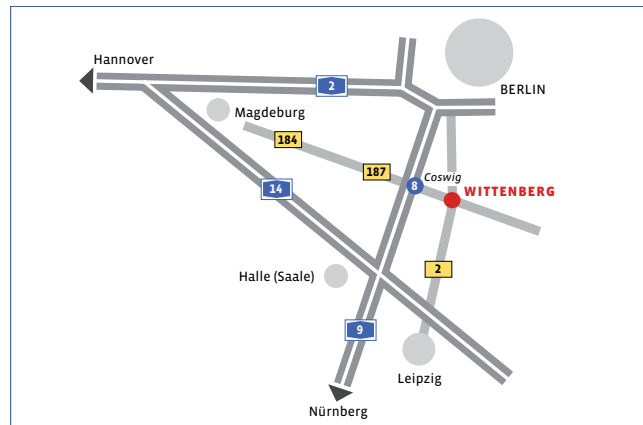 Hannover
2
BERLIN
Magdeburg
184
187
Coswig
8
WITTENBERG
14
Halle (Saale)
2
9
Leipzig
Nürnberg